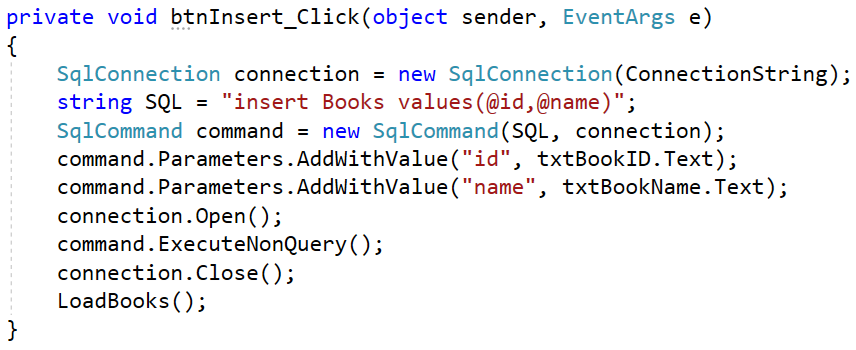 private void btnInsert_Click(object sender, EventArgs e)
{
    SqlConnection connection = new SqlConnection(ConnectionString);
    string SQL = "insert Books values(@id,@name)";
    SqlCommand command = new SqlCommand(SQL, connection);
    command.Parameters.AddWithValue("id", txtBookID.Text);
    command.Parameters.AddWithValue("name", txtBookName.Text);
    connection.Open();
    command.ExecuteNonQuery();
    connection.Close();
    LoadBooks();
}